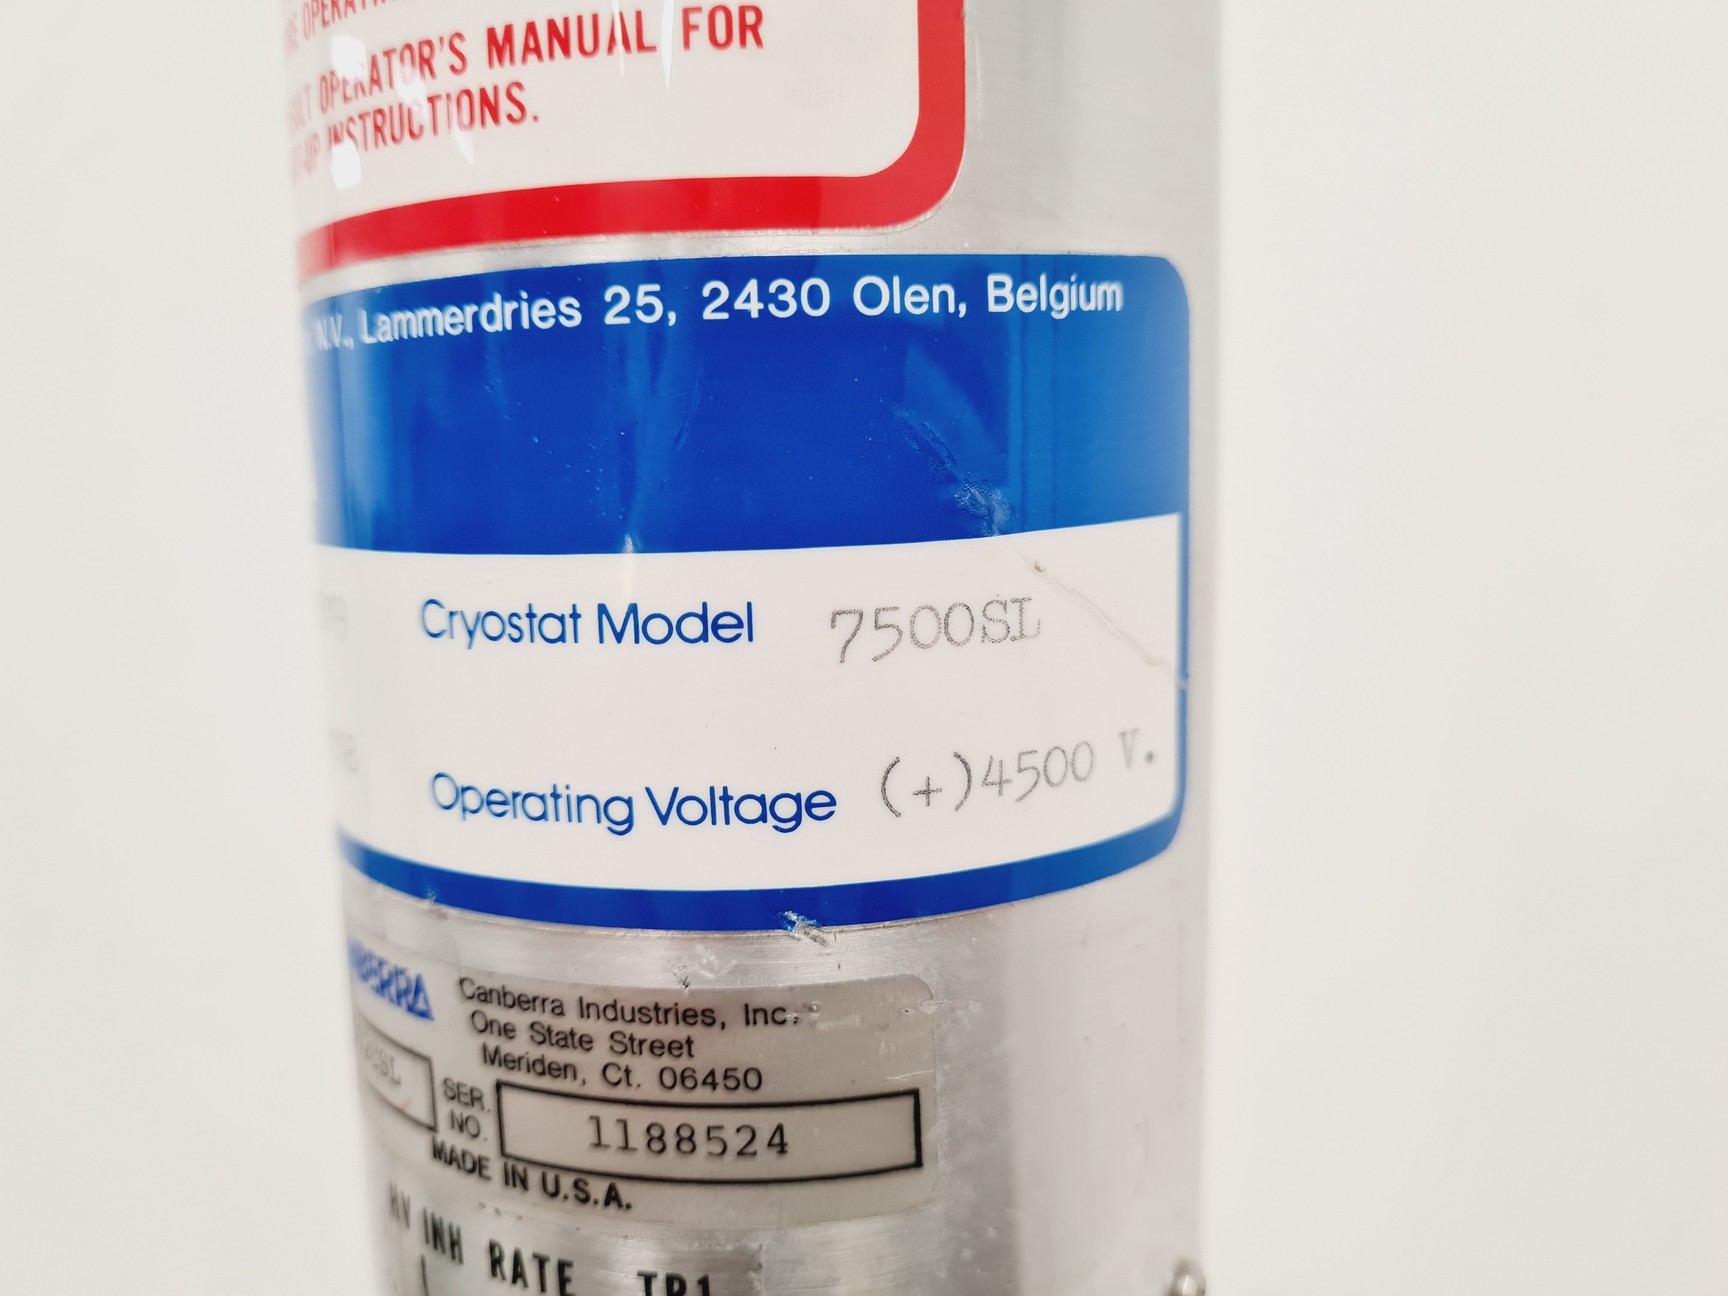 OPERATOR'S MANUAL FOR
INSTRUCTIONS.
N.V., Lammerdries 25, 2430 Olen, Belgium
Cryostat Model 7500SL
Operating Voltage (+)4500 V.
Canberra Industries, Inc.
One State Street
Meriden, Ct. 06450
SER. NO. 1188524
MADE IN U.S.A.
HV INH RATE TP1